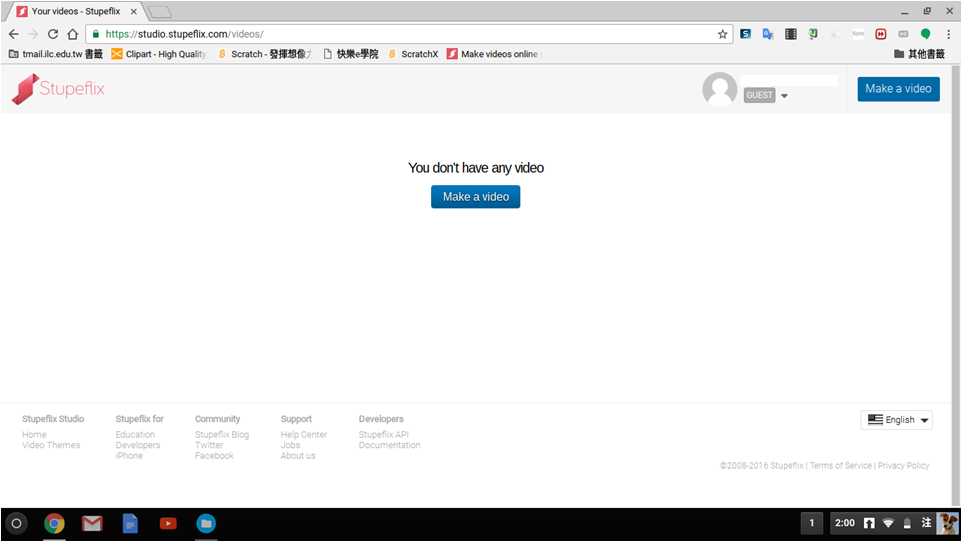 Your videos - Stupeflix
https://studio.stupeflix.com/videos/
tmail.ilc.edu.tw 書籤 Clipart - High Quality, Scratch - 發揮想像力 快樂e學院 ScratchX Make videos online 其他書籤
Stupeflix
GUEST
Make a video
You don't have any video
Make a video
Stupeflix Studio Stupeflix for Community Support Developers
Home Education Stupeflix Blog Help Center Stupeflix API
Video Themes Developers Twitter Jobs Documentation
iPhone Facebook About us
English
©2008-2016 Stupeflix | Terms of Service | Privacy Policy
1 2:00 注